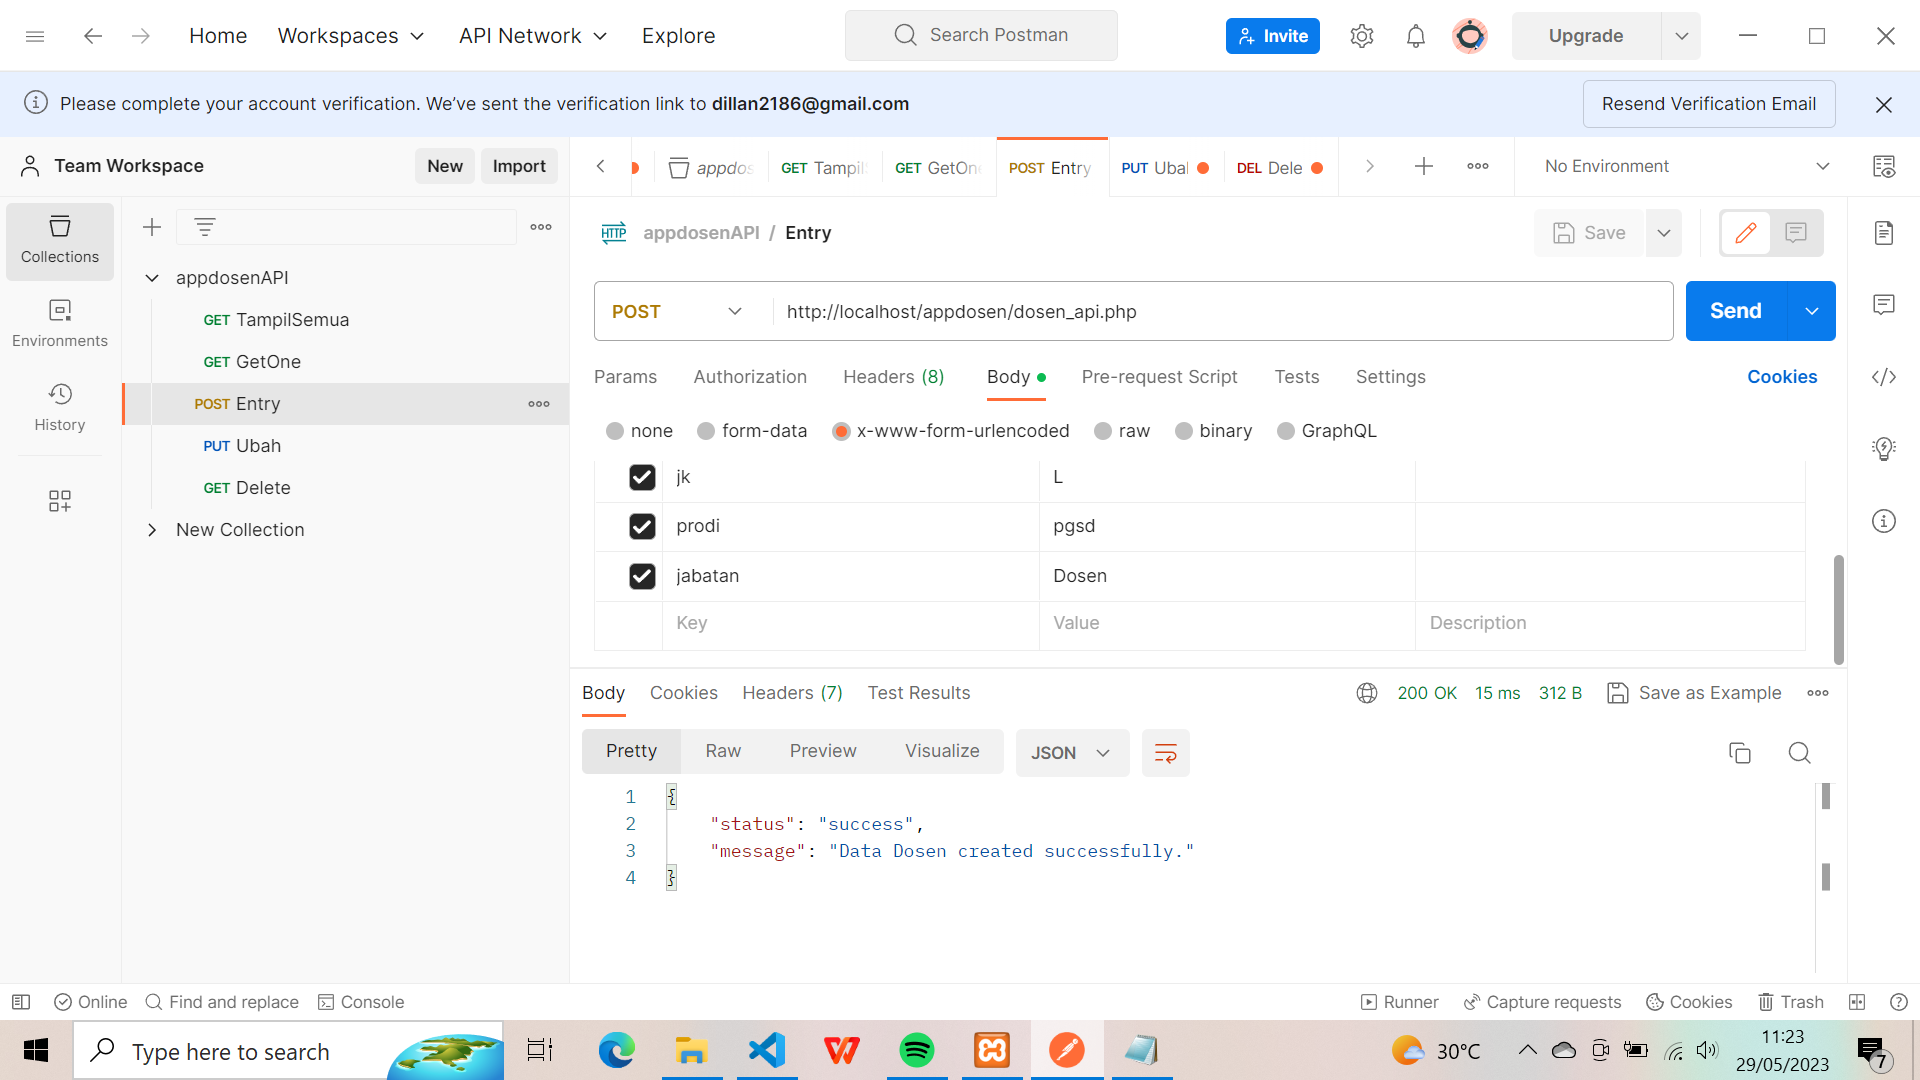 Home Workspaces API Network Explore Search Postman Invite Upgrade
Please complete your account verification. We’ve sent the verification link to dillan2186@gmail.com Resend Verification Email
Team Workspace New Import
appdos GET Tampil GET GetOn POST Entry PUT Ubal DEL Dele No Environment
Collections
Environments
History
appdosenAPI
GET TampilSemua
GET GetOne
POST Entry
PUT Ubah
GET Delete
New Collection
HTTP appdosenAPI / Entry Save
POST http://localhost/appdosen/dosen_api.php Send
Params Authorization Headers (8) Body Pre-request Script Tests Settings Cookies
none form-data x-www-form-urlencoded raw binary GraphQL
jk L
prodi pgsd
jabatan Dosen
Key Value Description
Body Cookies Headers (7) Test Results 200 OK 15 ms 312 B Save as Example
Pretty Raw Preview Visualize JSON
1 {
2 "status": "success",
3 "message": "Data Dosen created successfully."
4 }
Online Find and replace Console Runner Capture requests Cookies Trash
Type here to search 30°C 11:23
29/05/2023 7